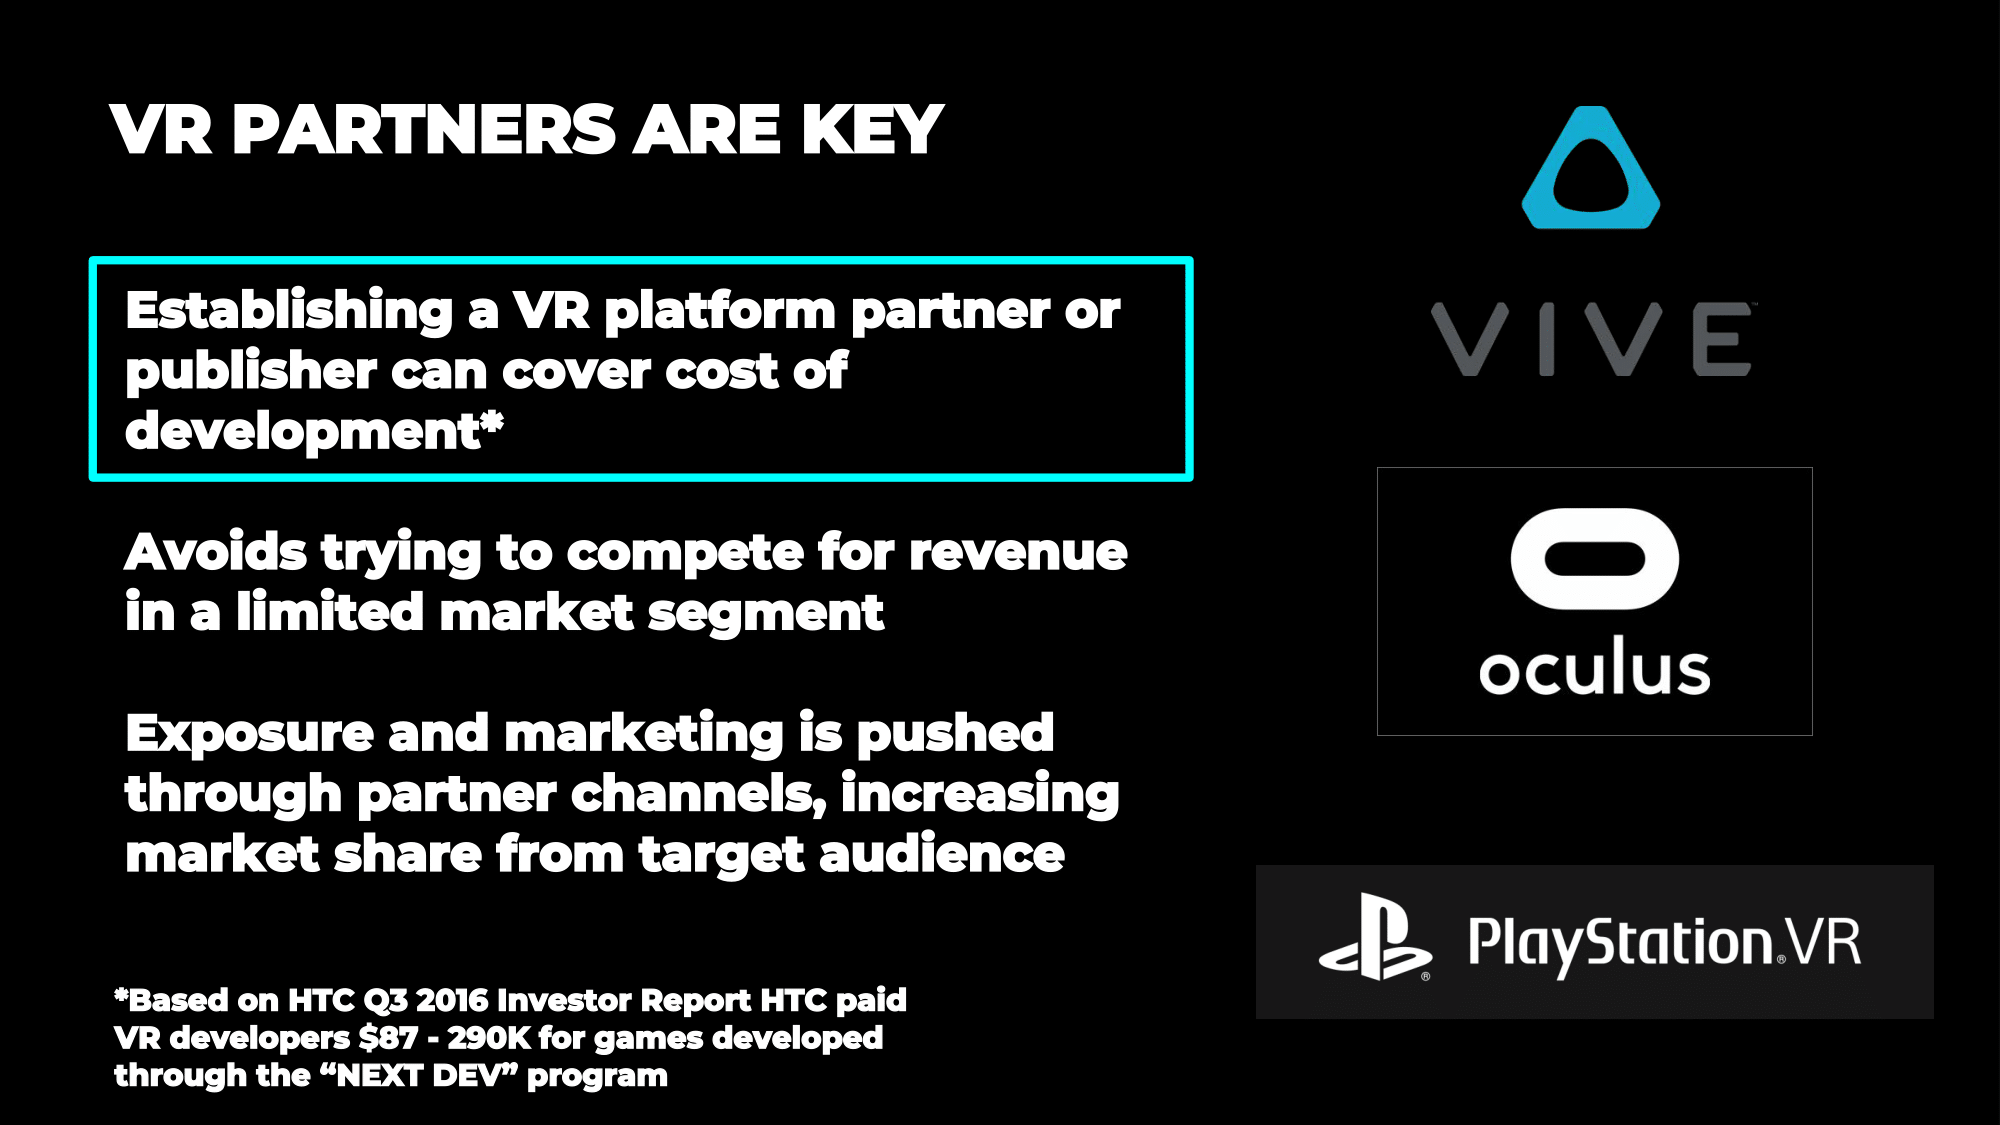 VR PARTNERS ARE KEY
Establishing a VR platform partner or
publisher can cover cost of
development*
Avoids trying to compete for revenue
in a limited market segment
Exposure and marketing is pushed
through partner channels, increasing
market share from target audience
*Based on HTC Q3 2016 Investor Report HTC paid
VR developers $87 - 290K for games developed
through the “NEXT DEV” program
VIVE™
oculus
® PlayStation®VR